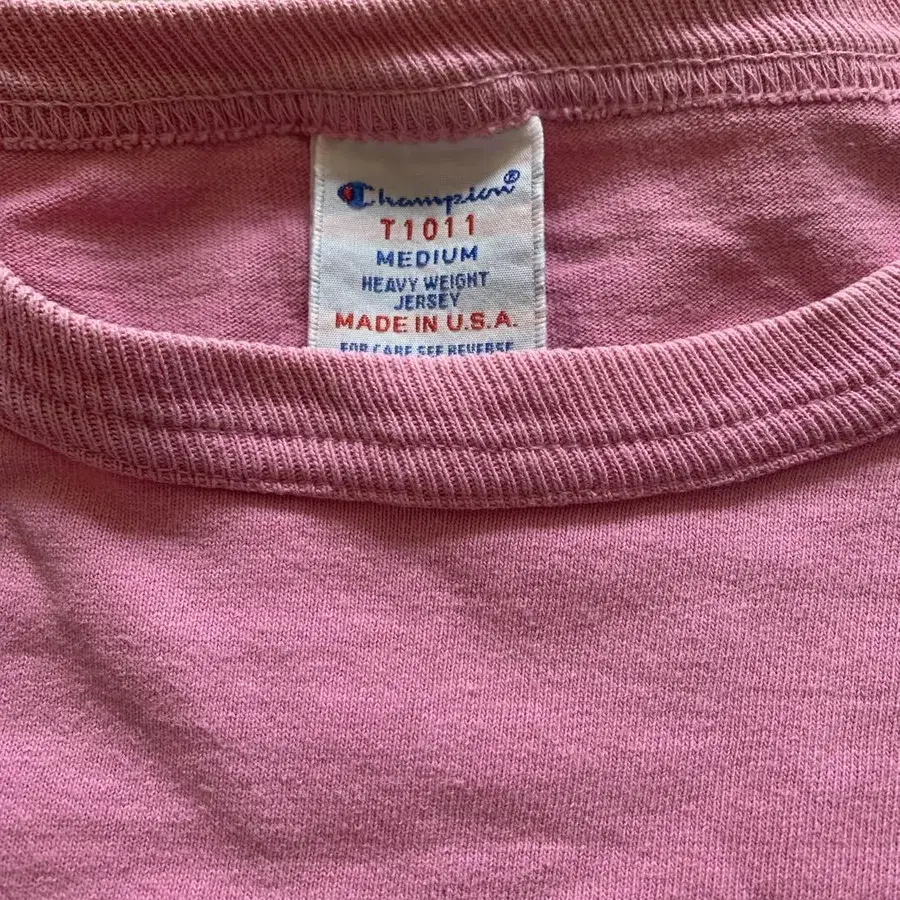 Champion®
T1011
MEDIUM
HEAVY WEIGHT
JERSEY
MADE IN U.S.A.
FOR CARE SEE REVERSE